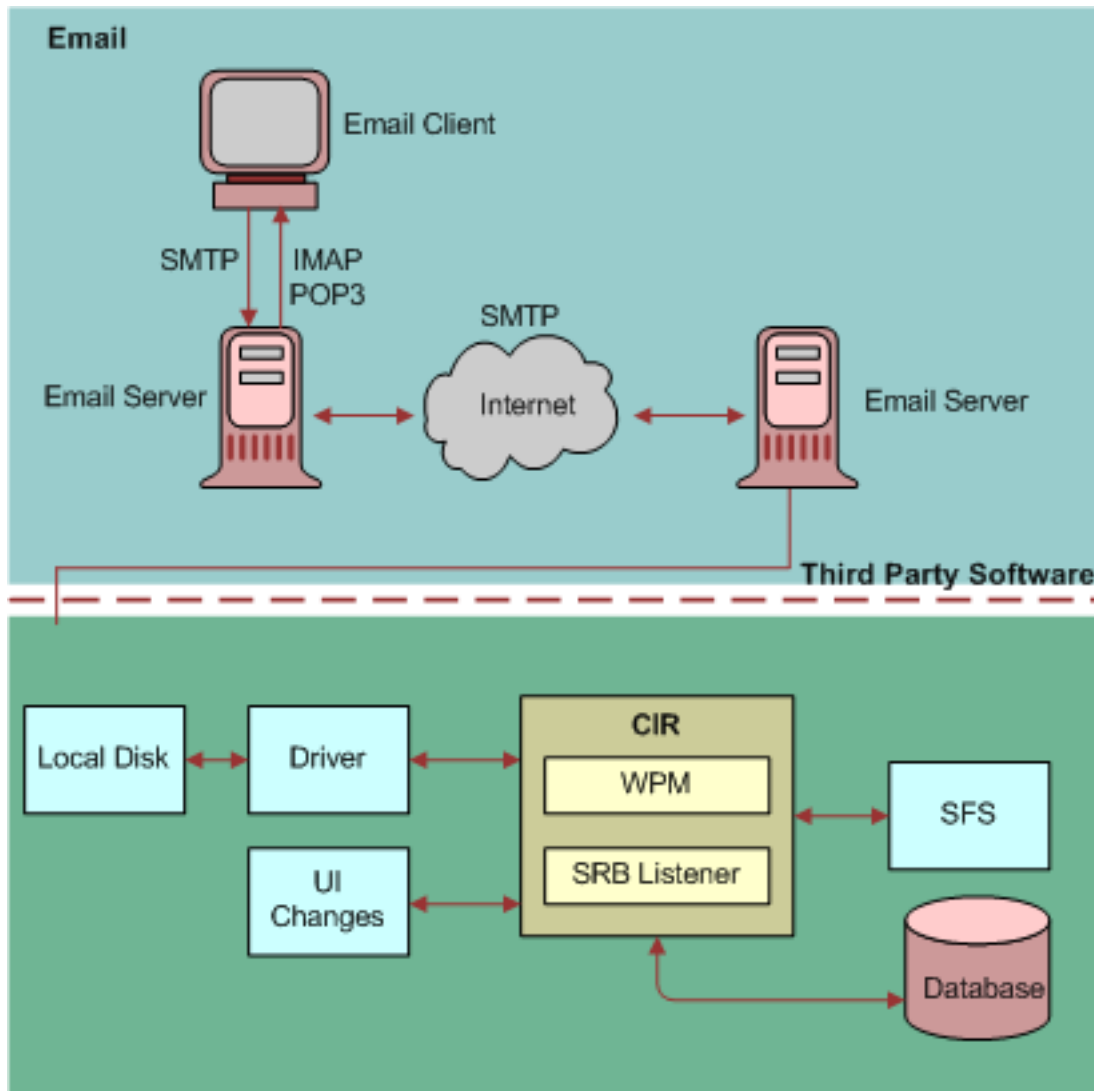 Email
Email Client
SMTP
IMAP
POP3
SMTP
Email Server
Internet
Email Server
Third Party Software
CIR
Local Disk
Driver
WPM
SFS
SRB Listener
UI
Changes
Database